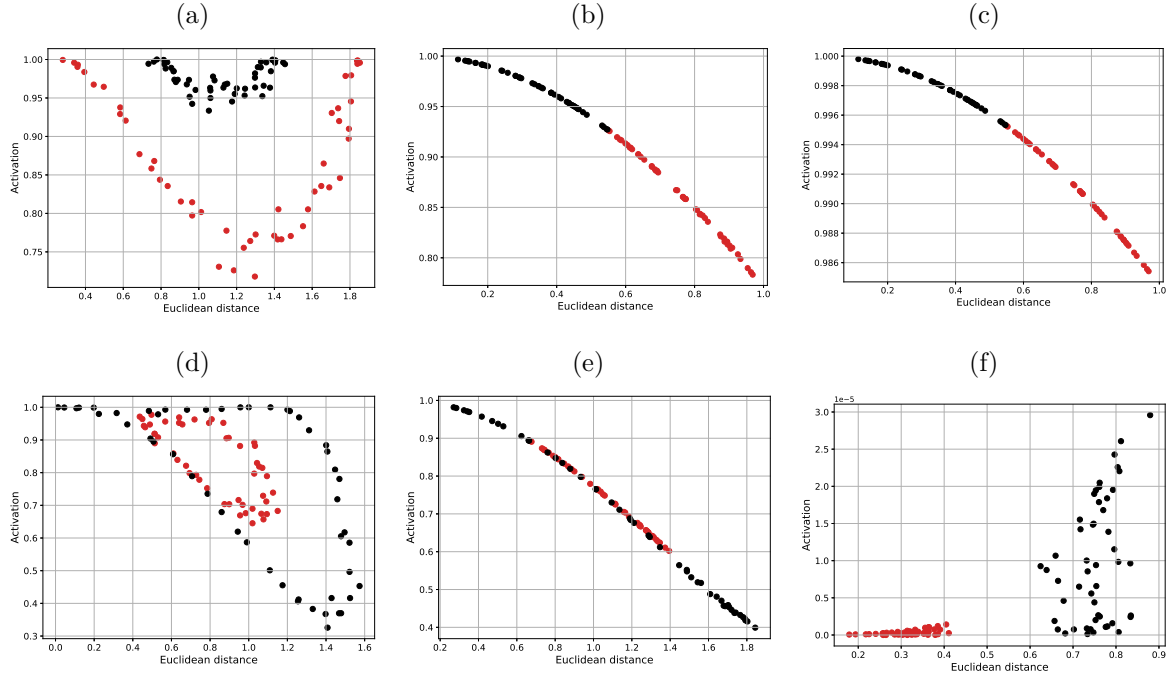 (a)
(b)
(c)
1.00
0.95
0.90
0.85
0.80
0.75
Activation
0.4 0.6 0.8 1.0 1.2 1.4 1.6 1.8
Euclidean distance
1.00
0.95
0.90
0.85
0.80
Activation
0.2 0.4 0.6 0.8 1.0
Euclidean distance
1.000
0.998
0.996
0.994
0.992
0.990
0.988
0.986
Activation
0.2 0.4 0.6 0.8 1.0
Euclidean distance
(d)
(e)
(f)
1.0
0.9
0.8
0.7
0.6
0.5
0.4
0.3
Activation
0.0 0.2 0.4 0.6 0.8 1.0 1.2 1.4 1.6
Euclidean distance
1.0
0.9
0.8
0.7
0.6
0.5
0.4
Activation
0.2 0.4 0.6 0.8 1.0 1.2 1.4 1.6 1.8
Euclidean distance
1e-5
3.0
2.5
2.0
1.5
1.0
0.5
0.0
Activation
0.2 0.3 0.4 0.5 0.6 0.7 0.8 0.9
Euclidean distance